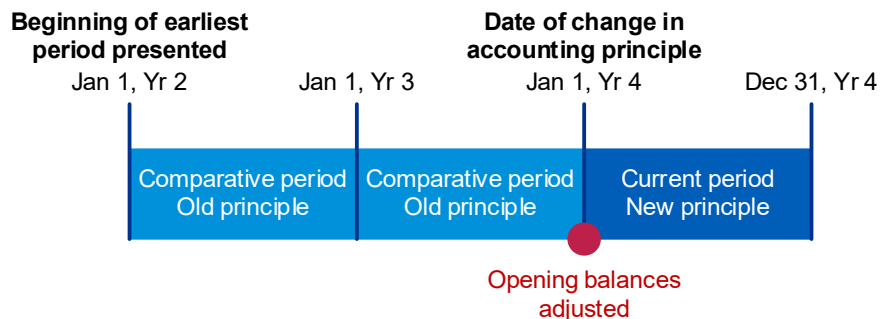 Beginning of earliest
period presented
Date of change in
accounting principle
Jan 1, Yr 2
Jan 1, Yr 3
Jan 1, Yr 4
Dec 31, Yr 4
Comparative period
Old principle
Comparative period
Old principle
Current period
New principle
Opening balances
adjusted